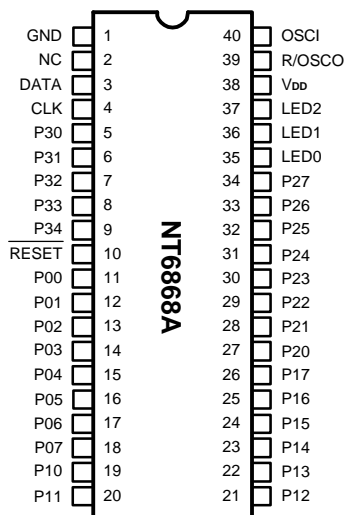 GND 1 40 OSCI
NC 2 39 R/OSCO
DATA 3 38 VDD
CLK 4 37 LED2
P30 5 36 LED1
P31 6 35 LED0
P32 7 34 P27
P33 8 33 P26
P34 9 32 P25
RESET 10 31 P24
P00 11 30 P23
P01 12 29 P22
P02 13 28 P21
P03 14 27 P20
P04 15 26 P17
P05 16 25 P16
P06 17 24 P15
P07 18 23 P14
P10 19 22 P13
P11 20 21 P12
NT6868A